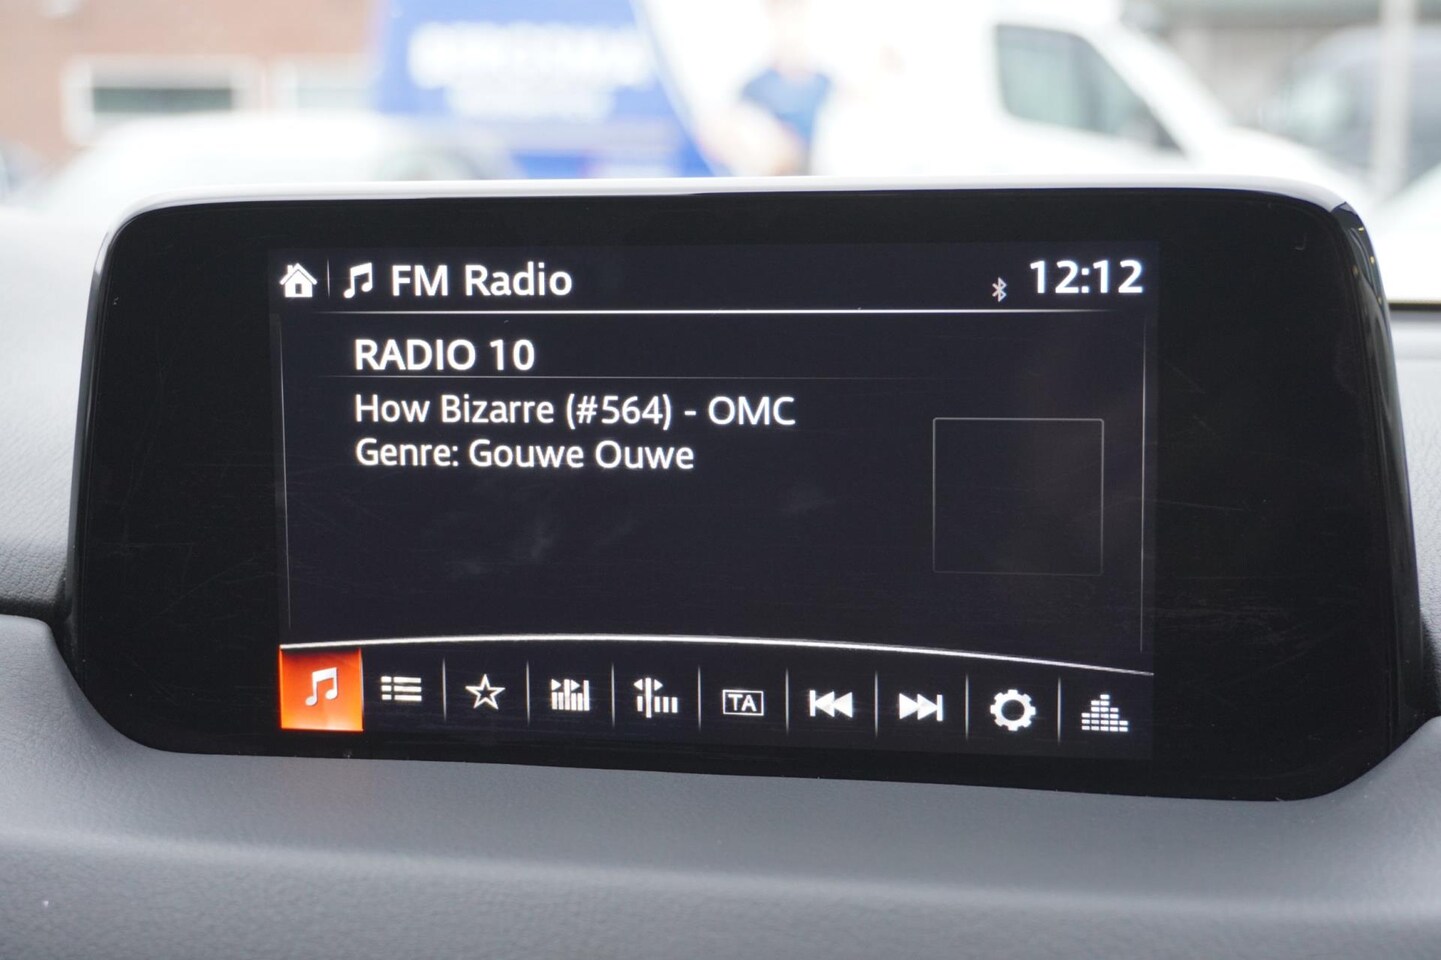 FM Radio
12:12
RADIO 10
How Bizarre (#564) - OMC
Genre: Gouwe Ouwe
TA